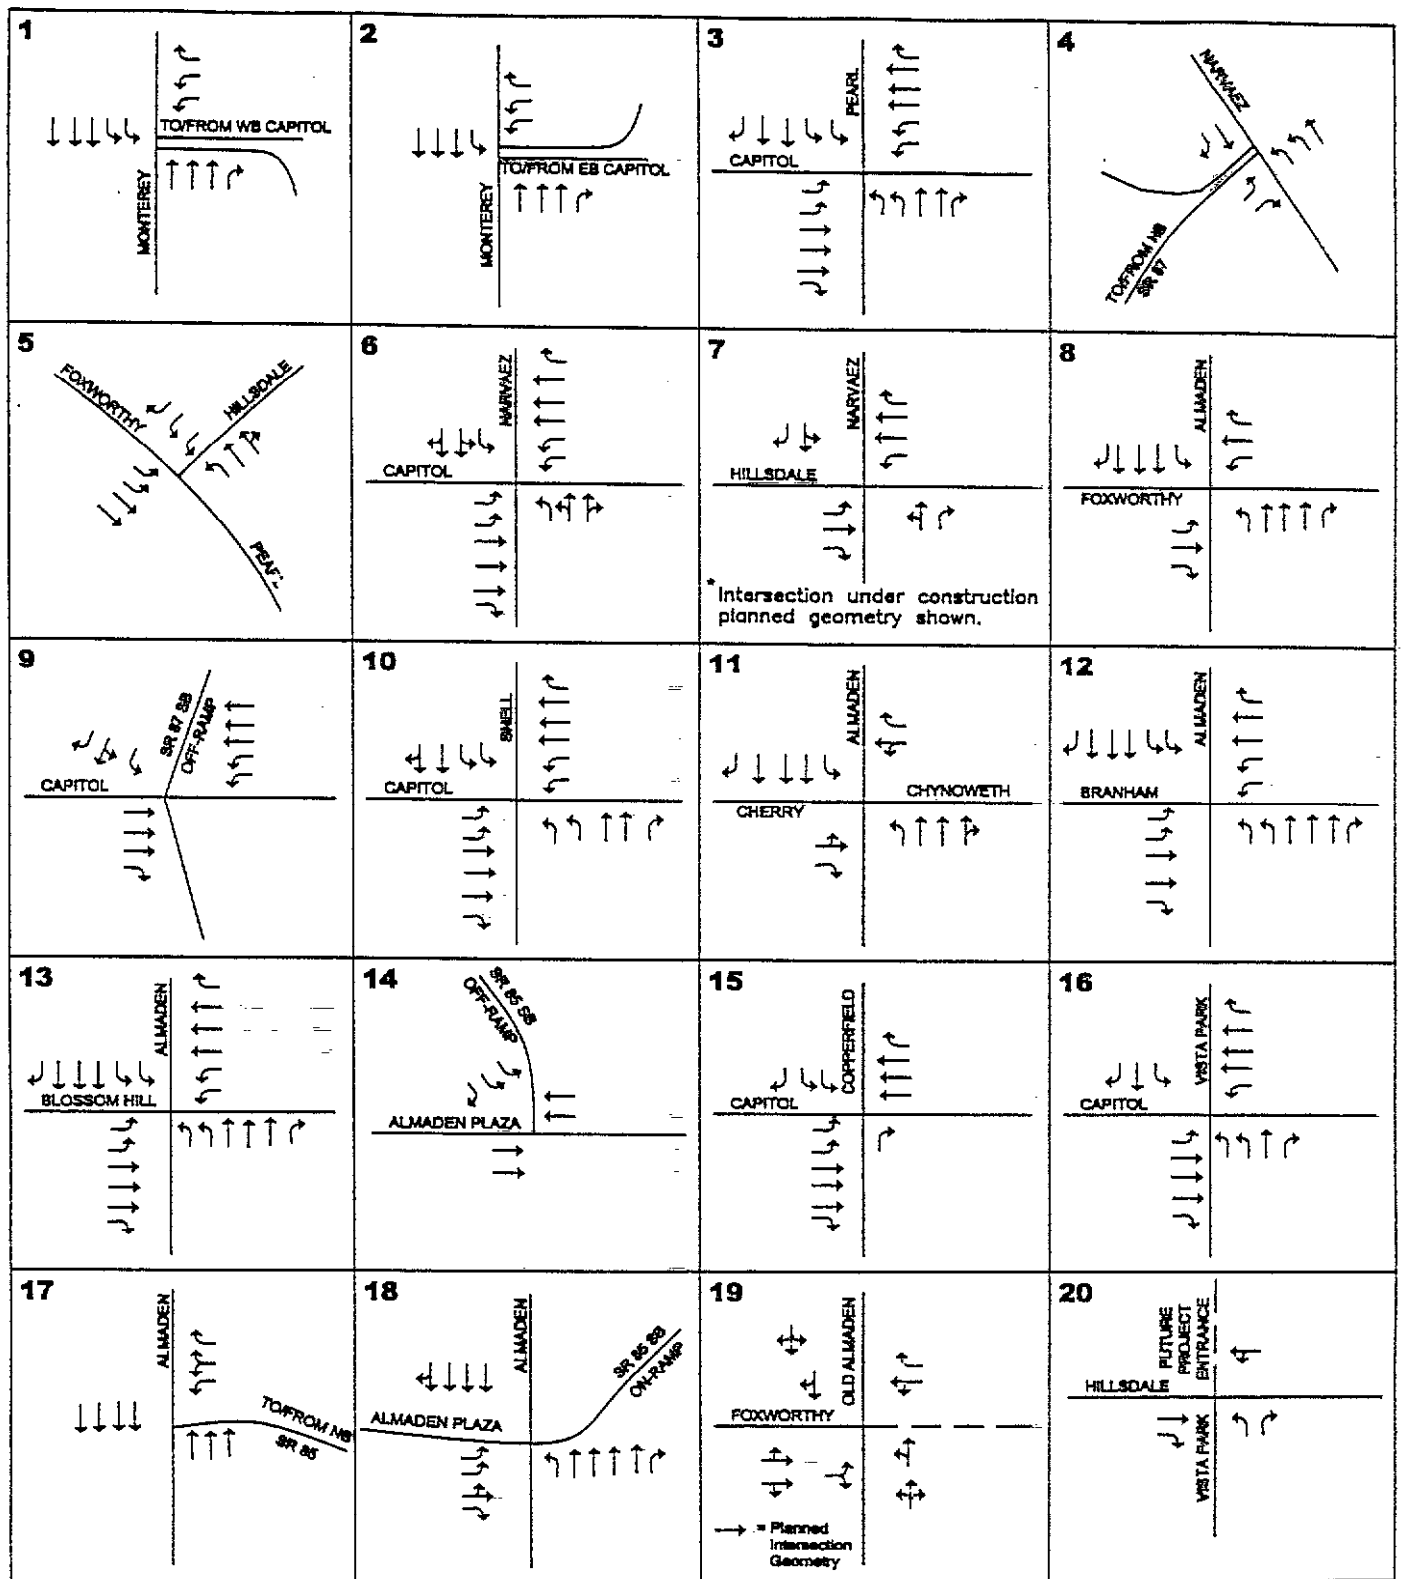 1
MONTEREY
TO/FROM WB CAPITOL
2
MONTEREY
TO/FROM EB CAPITOL
3
PEARL
CAPITOL
4
NARVAEZ
TO/FROM NB
SR 87
5
FOXWORTHY
HILLSDALE
6
NARVAEZ
CAPITOL
7
NARVAEZ
HILLSDALE
* Intersection under construction
planned geometry shown.
8
ALMADEN
FOXWORTHY
9
SR 87 SB
OFF-RAMP
CAPITOL
10
SNELL
CAPITOL
11
ALMADEN
CHERRY
CHYNOWETH
12
ALMADEN
BRANHAM
13
ALMADEN
BLOSSOM HILL
14
SR 85 SB
OFF-RAMP
ALMADEN PLAZA
15
COPPERFIELD
CAPITOL
16
VISTA PARK
CAPITOL
17
ALMADEN
TO/FROM NB
SR 85
18
ALMADEN
SR 85 SB
ON-RAMP
ALMADEN PLAZA
19
OLD ALMADEN
FOXWORTHY
= Planned
Intersection
Geometry
20
FUTURE
PROJECT
ENTRANCE
HILLSDALE
VISTA PARK